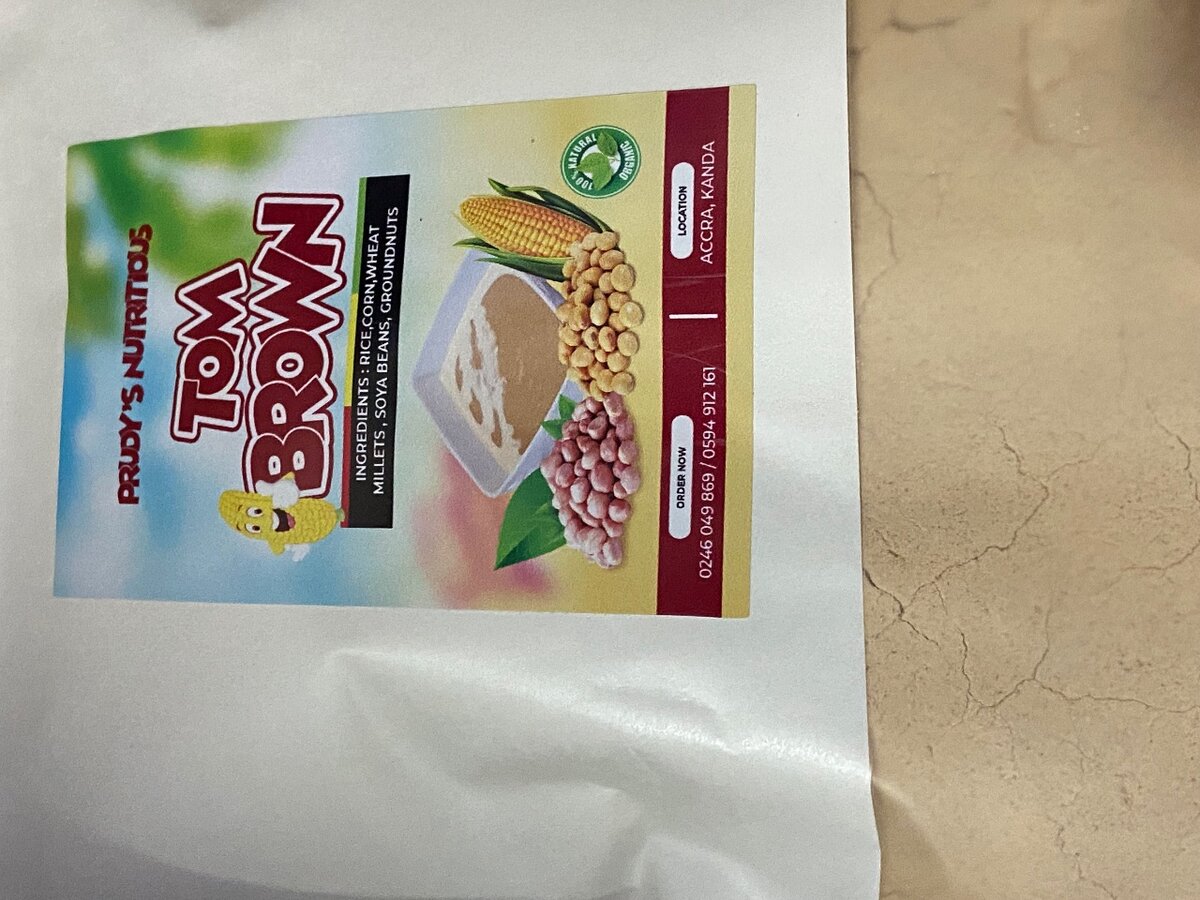 PRUDY'S NUTRITIOUS
TOM
BROWN
INGREDIENTS : RICE,CORN,WHEAT
MILLETS , SOYA BEANS, GROUNDNUTS
100% NATURAL
ORGANIC
ORDER NOW
0246 049 869 / 0594 912 161
LOCATION
ACCRA, KANDA